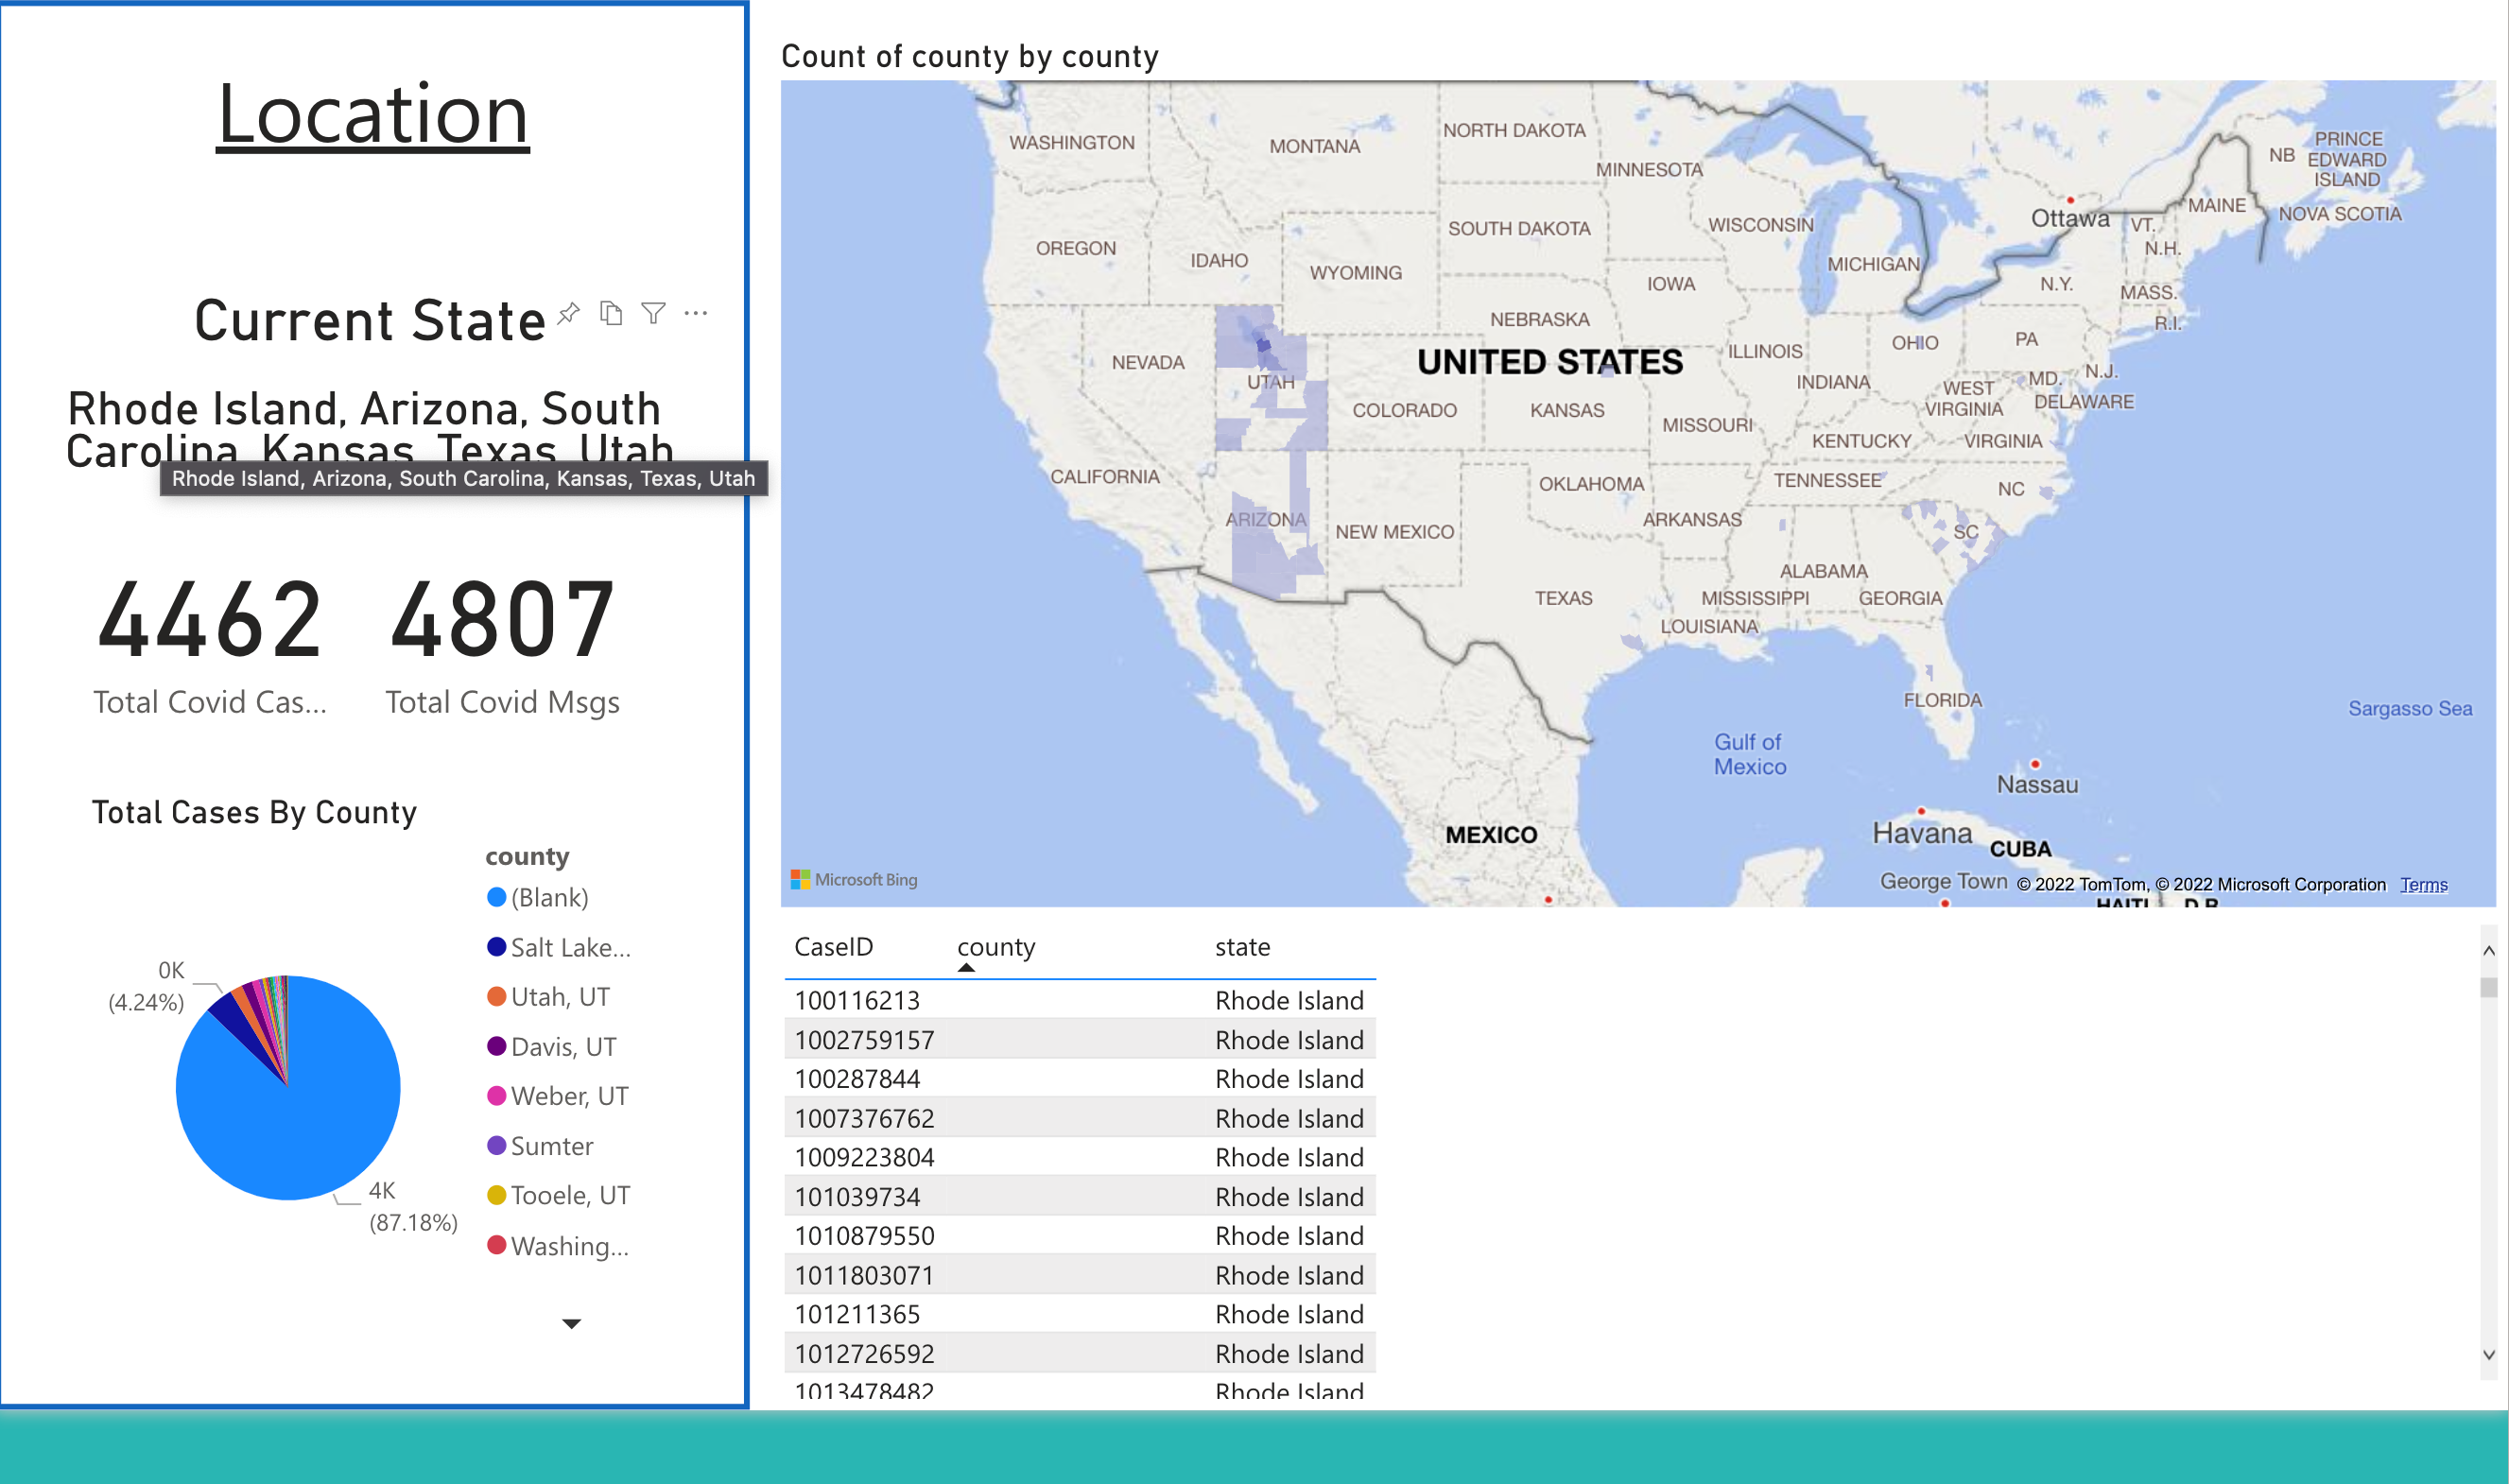 Location
Current State
Rhode Island, Arizona, South
Carolina, Kansas, Texas, Utah
Rhode Island, Arizona, South Carolina, Kansas, Texas, Utah
4462
Total Covid Cas...
4807
Total Covid Msgs
Total Cases By County
0K
(4.24%)
4K
(87.18%)
county
(Blank)
Salt Lake...
Utah, UT
Davis, UT
Weber, UT
Sumter
Tooele, UT
Washing...
Count of county by county
WASHINGTON
MONTANA
NORTH DAKOTA
MINNESOTA
OREGON
IDAHO
WYOMING
SOUTH DAKOTA
WISCONSIN
MICHIGAN
Ottawa
VT.
N.H.
MAINE
NB
PRINCE
EDWARD
ISLAND
NOVA SCOTIA
IOWA
N.Y.
MASS.
R.I.
NEBRASKA
NEVADA
UTAH
UNITED STATES
ILLINOIS
OHIO
PA
INDIANA
N.J.
MD.
DELAWARE
WEST
VIRGINIA
COLORADO
KANSAS
MISSOURI
KENTUCKY
VIRGINIA
CALIFORNIA
OKLAHOMA
TENNESSEE
NC
ARIZONA
NEW MEXICO
ARKANSAS
SC
ALABAMA
TEXAS
MISSISSIPPI
GEORGIA
LOUISIANA
FLORIDA
Sargasso Sea
Gulf of
Mexico
Nassau
MEXICO
Havana
CUBA
George Town
HAITI
D.R.
Microsoft Bing
© 2022 TomTom, © 2022 Microsoft Corporation Terms
CaseID county state
100116213 Rhode Island
1002759157 Rhode Island
100287844 Rhode Island
1007376762 Rhode Island
1009223804 Rhode Island
101039734 Rhode Island
1010879550 Rhode Island
1011803071 Rhode Island
101211365 Rhode Island
1012726592 Rhode Island
1013478482 Rhode Island